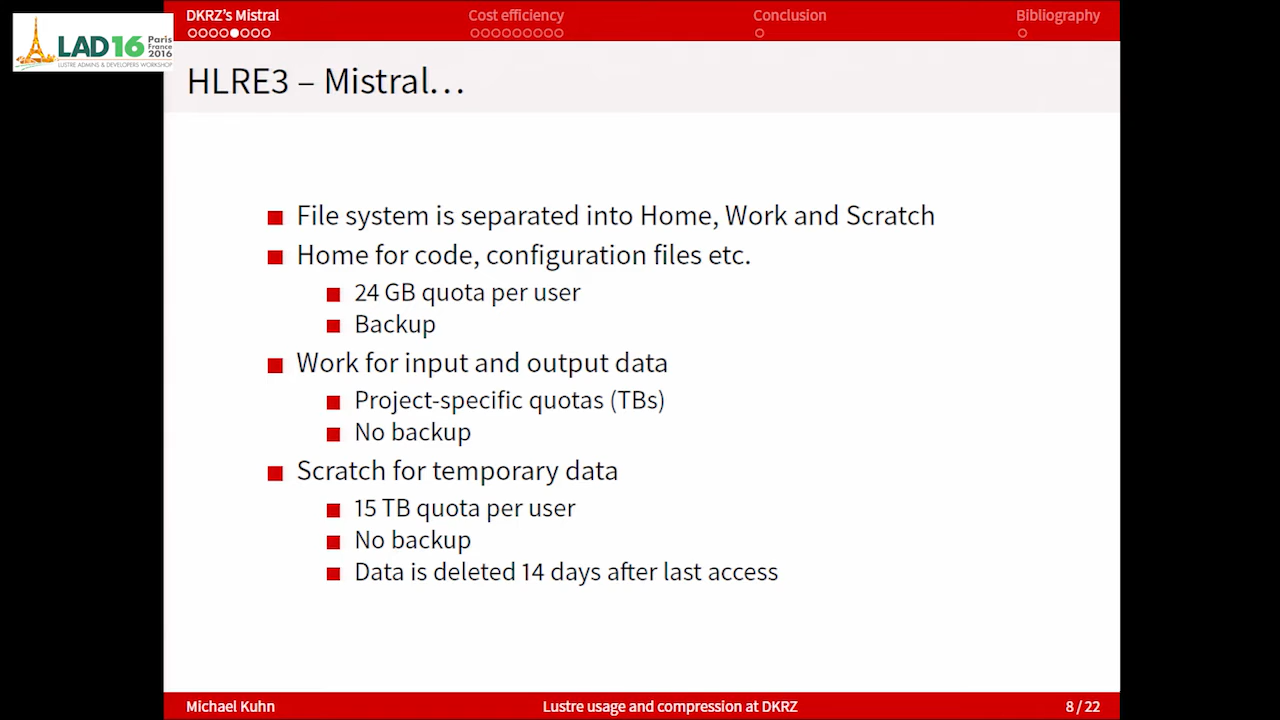 DKRZ's Mistral
Cost efficiency
Conclusion
Bibliography
LAD16 Paris France 2016
LUSTRE ADMINS & DEVELOPERS WORKSHOP
HLRE3 – Mistral…
File system is separated into Home, Work and Scratch
Home for code, configuration files etc.
24 GB quota per user
Backup
Work for input and output data
Project-specific quotas (TBs)
No backup
Scratch for temporary data
15 TB quota per user
No backup
Data is deleted 14 days after last access
Michael Kuhn
Lustre usage and compression at DKRZ
8 / 22